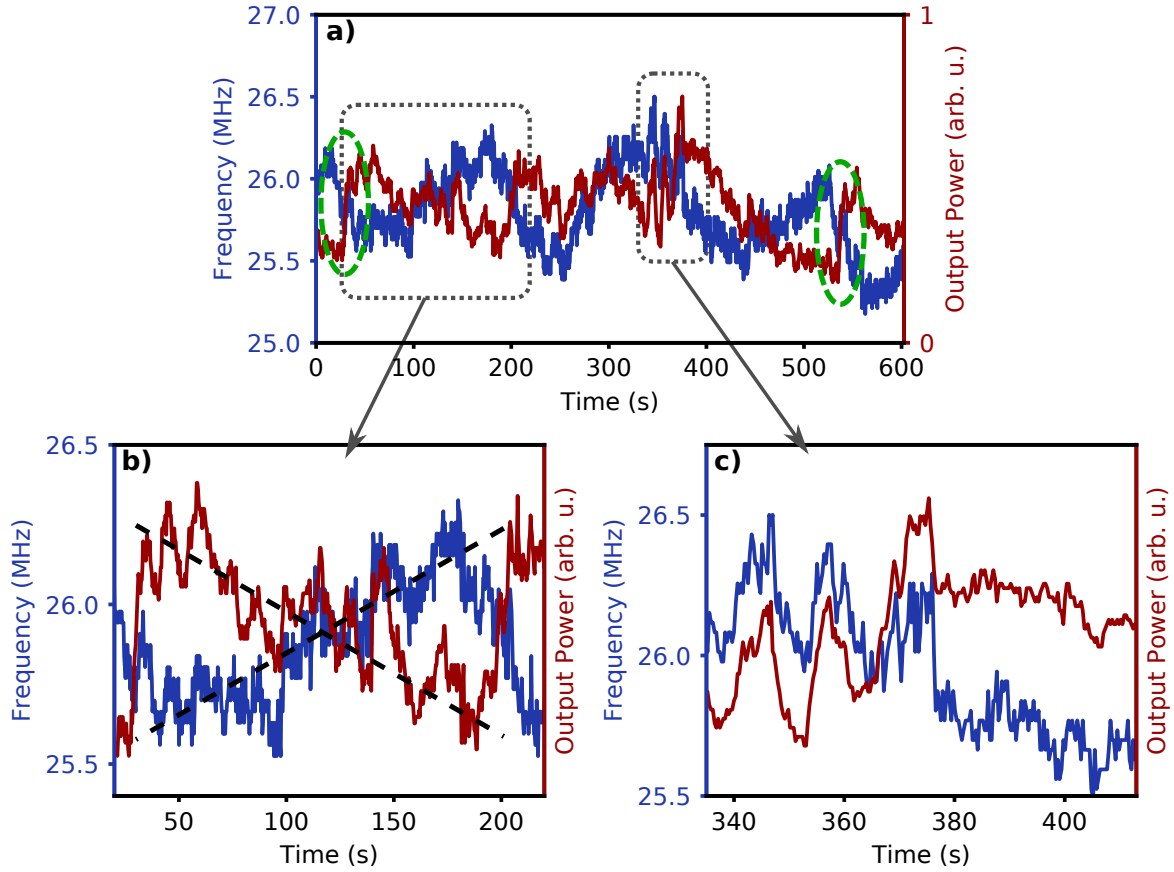 a)
27.0
26.5
26.0
25.5
25.0
Frequency (MHz)
1
0
Output Power (arb. u.)
0 100 200 300 400 500 600
Time (s)
b)
26.5
26.0
25.5
Frequency (MHz)
Output Power (arb. u.)
50 100 150 200
Time (s)
c)
26.5
26.0
25.5
Frequency (MHz)
Output Power (arb. u.)
340 360 380 400
Time (s)